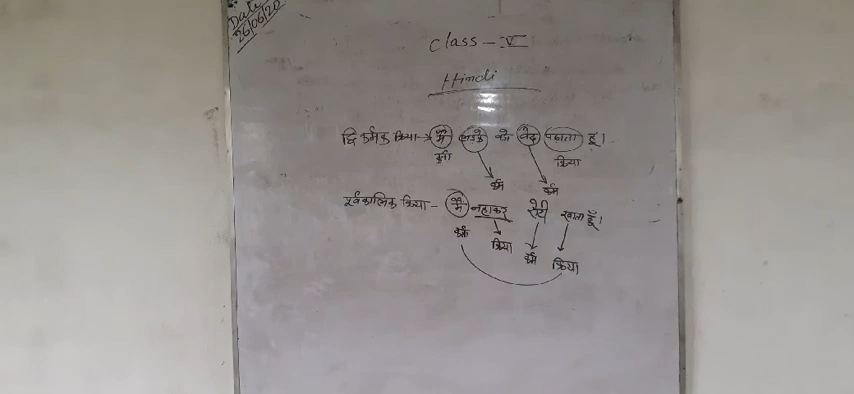 Date
26/06/20
Class - V
Hindi
द्वि कर्मक क्रिया → मैं लड़के को वेद पढ़ाता हूँ।
कर्ता क्रिया
कर्म कर्म
पूर्वकालिक क्रिया - मैं नहाकर रोटी खाता हूँ।
कर्ता क्रिया कर्म क्रिया